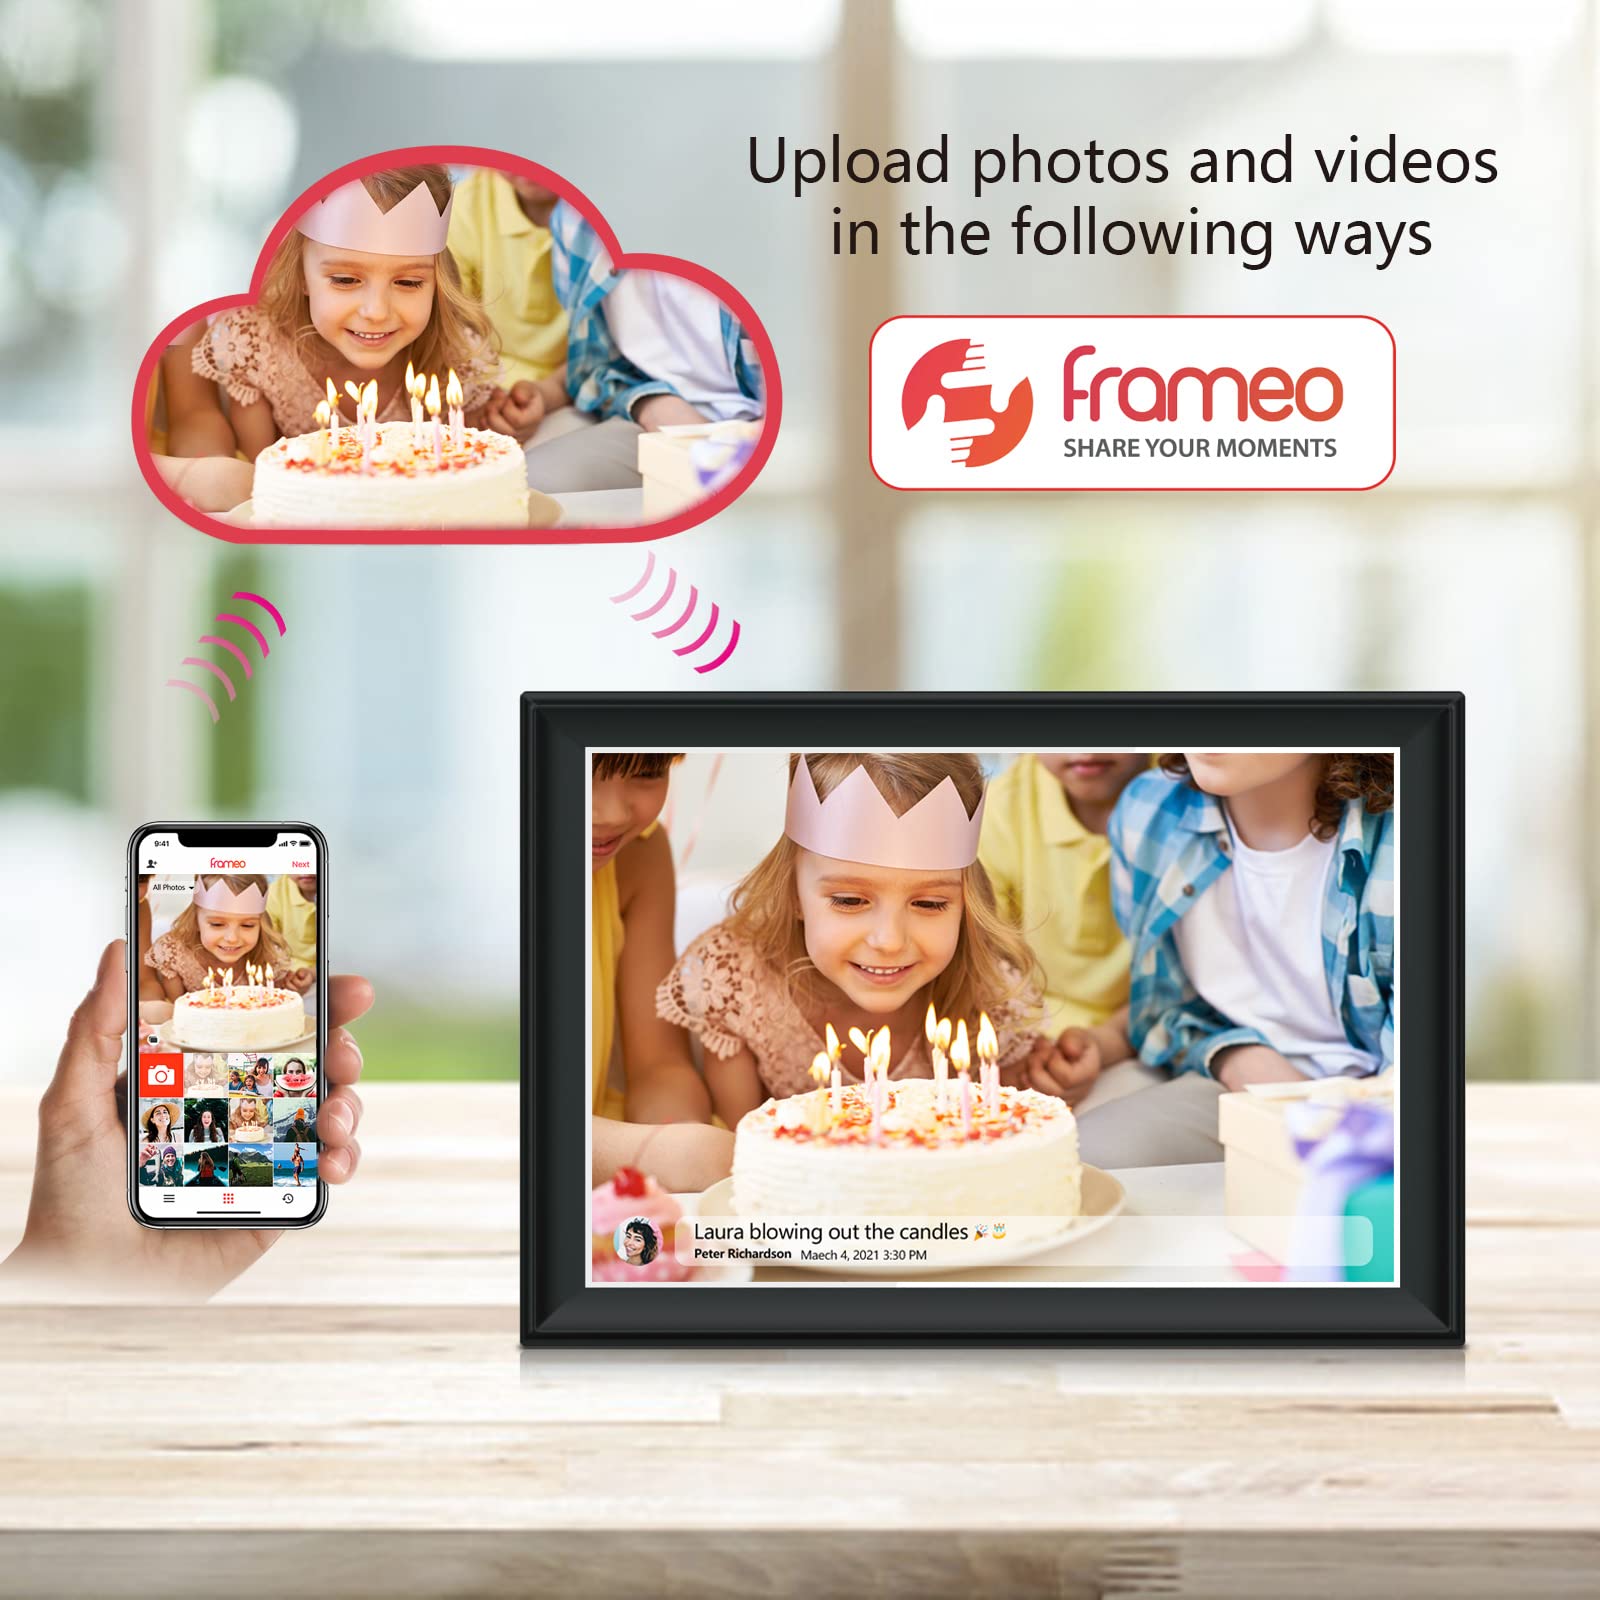 Upload photos and videos
in the following ways
frameo
SHARE YOUR MOMENTS
9:41
frameo
Next
All Photos
Laura blowing out the candles 🎉🎂
Peter Richardson Maech 4, 2021 3:30 PM